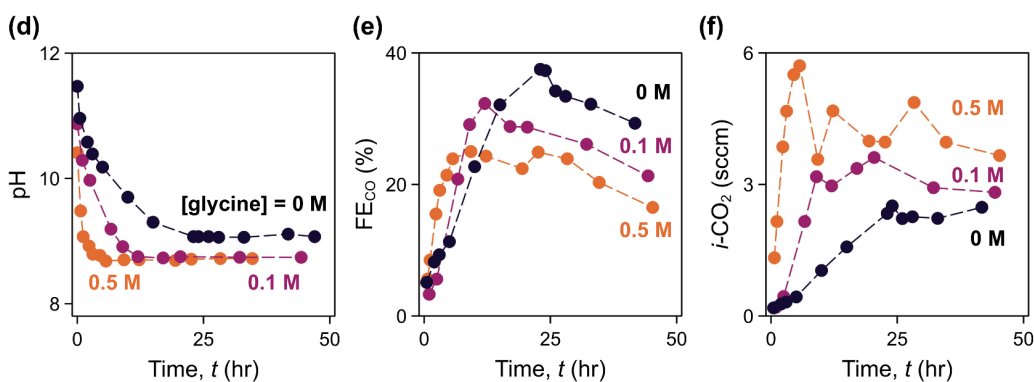 (d)
12
10
8
pH
[glycine] = 0 M
0.5 M
0.1 M
0
25
50
Time, t (hr)
(e)
40
20
0
FE_CO (%)
0 M
0.1 M
0.5 M
0
25
50
Time, t (hr)
(f)
6
3
0
i-CO₂ (sccm)
0.5 M
0.1 M
0 M
0
25
50
Time, t (hr)